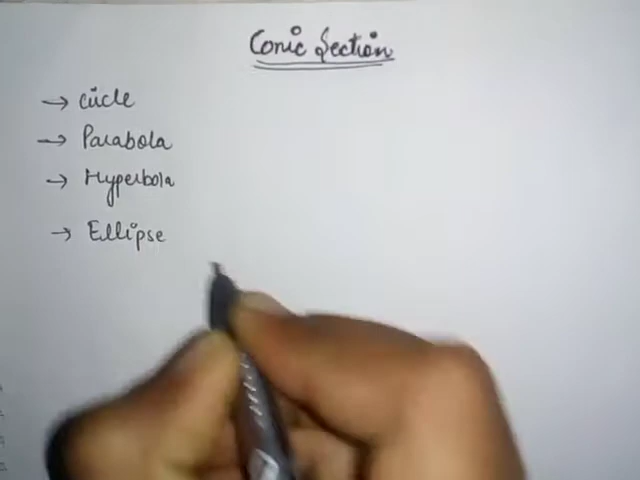 Conic Section
→ Circle
→ Parabola
→ Hyperbola
→ Ellipse